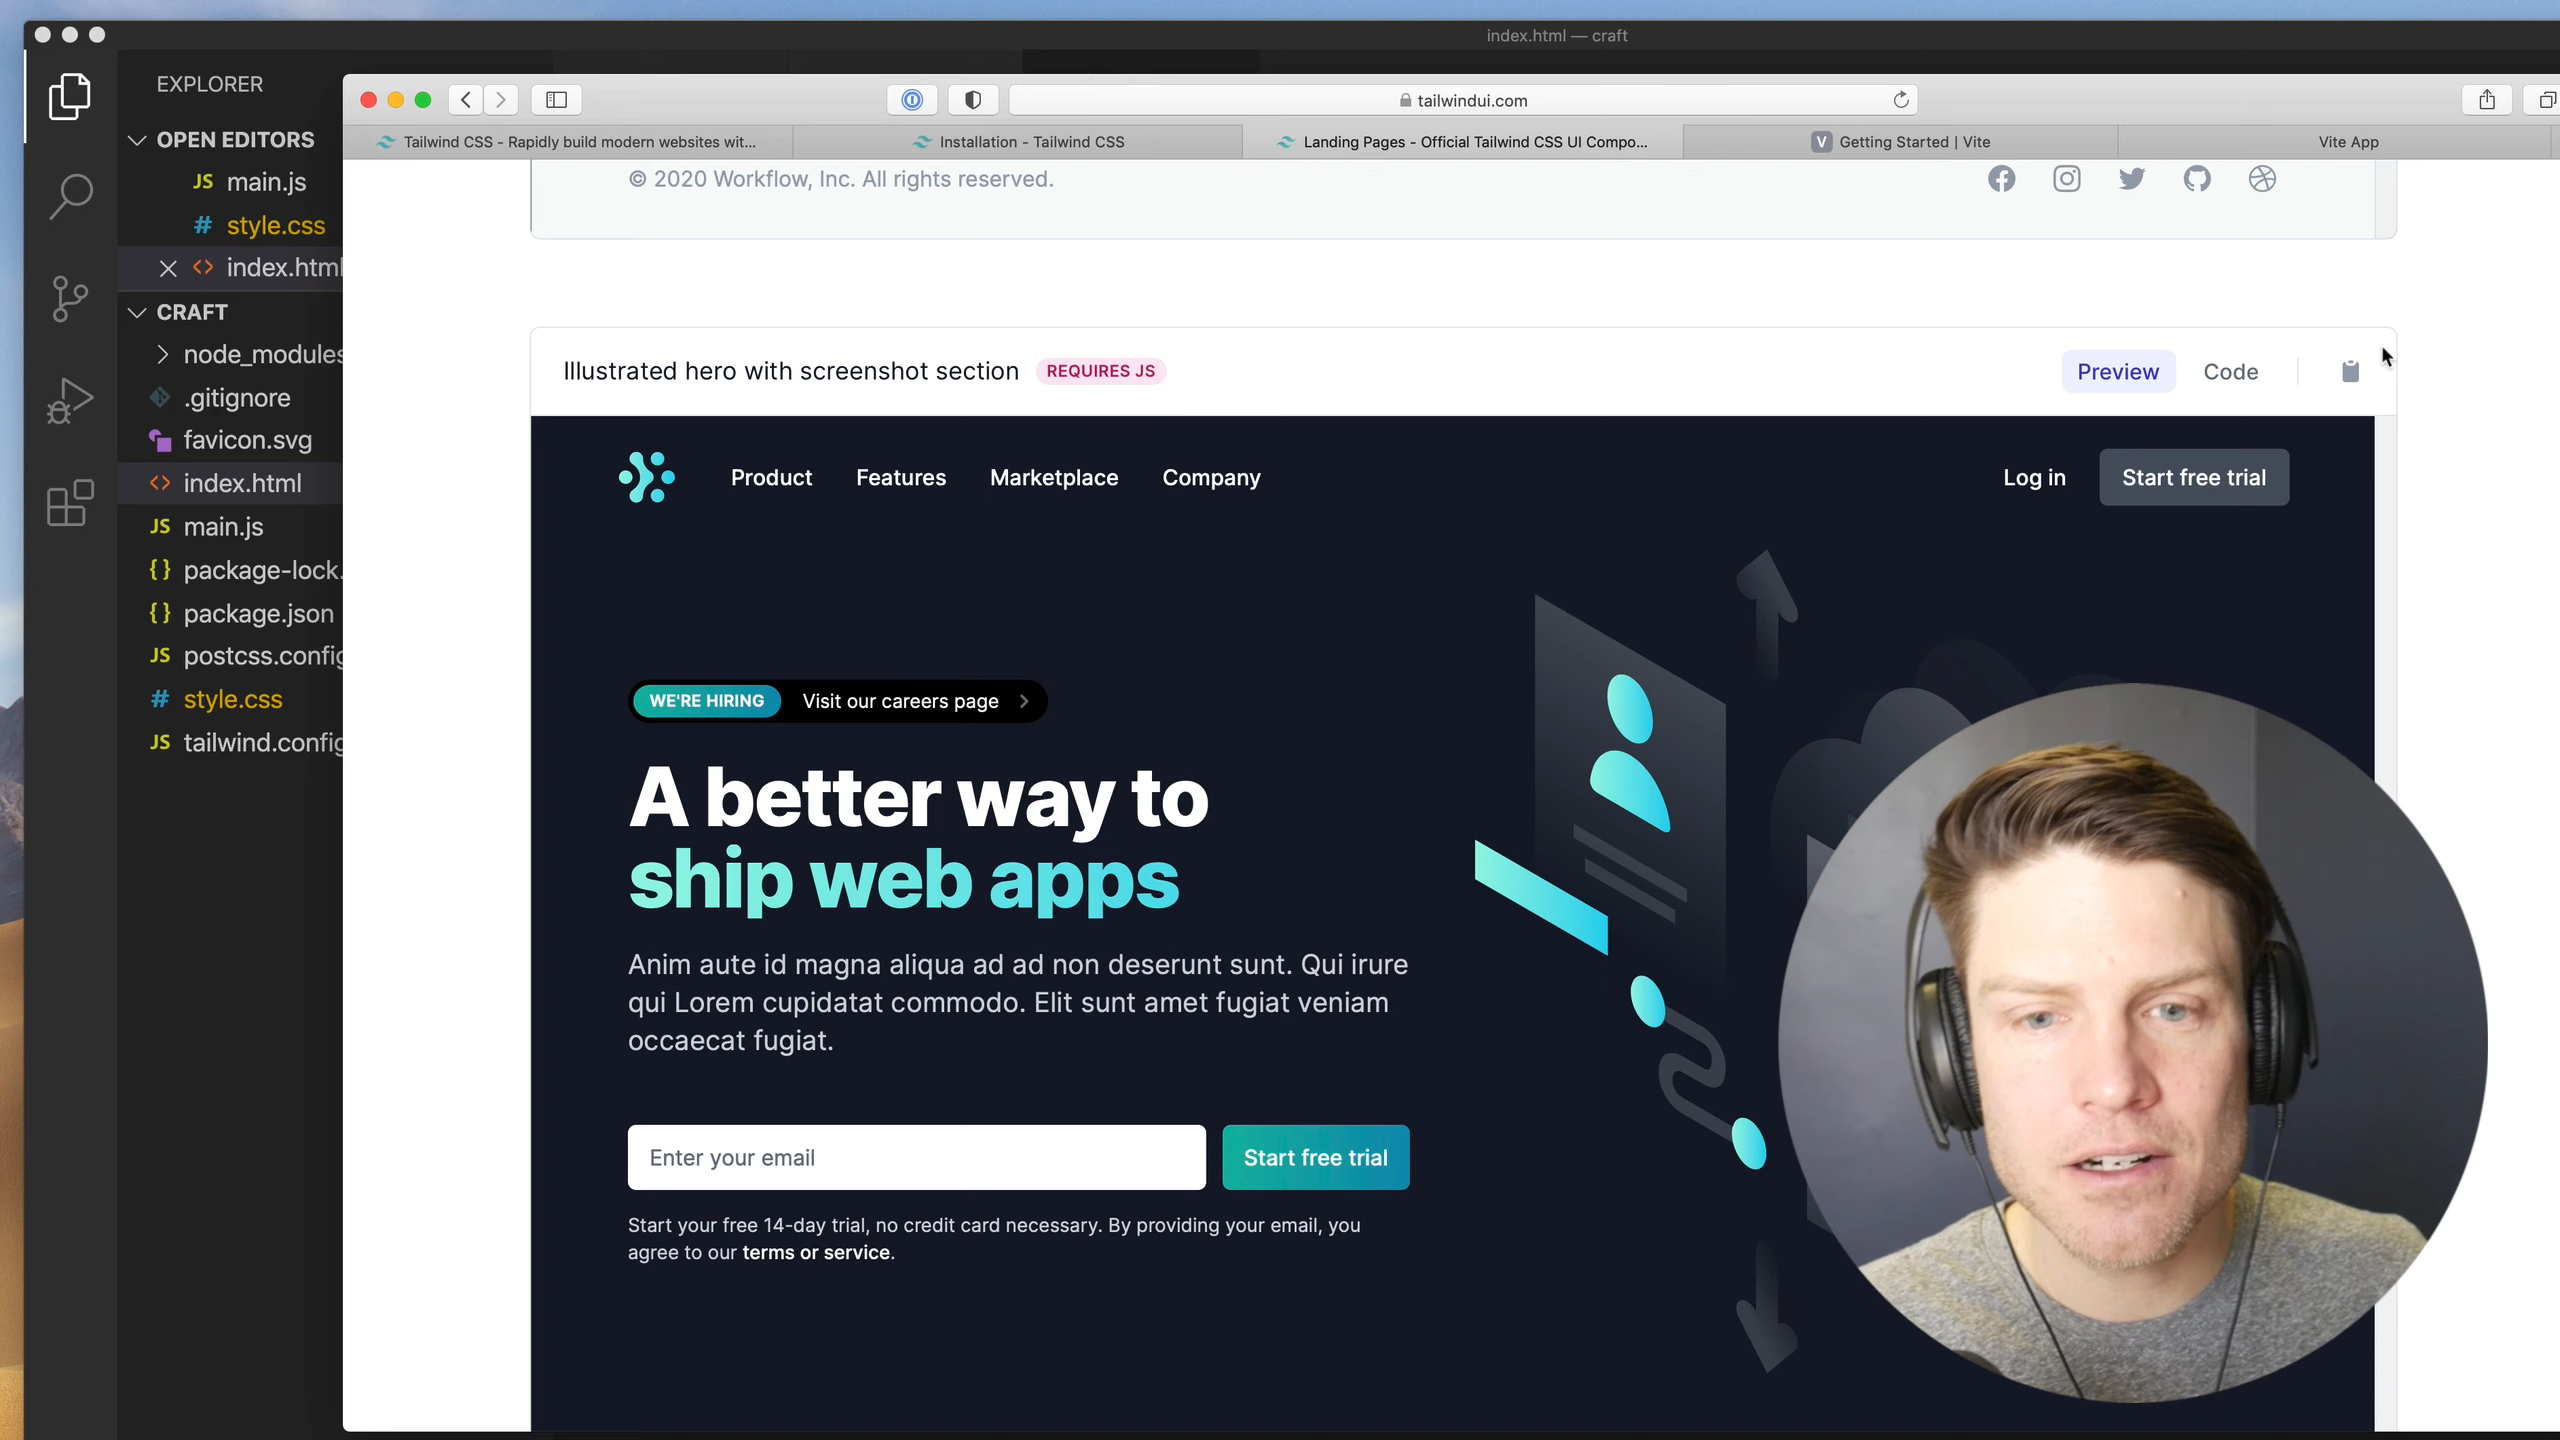 index.html — craft
EXPLORER
OPEN EDITORS
JS main.js
# style.css
<> index.html
CRAFT
node_modules
.gitignore
favicon.svg
<> index.html
JS main.js
{} package-lock.
{} package.json
JS postcss.config
# style.css
JS tailwind.config
tailwindui.com
Tailwind CSS - Rapidly build modern websites wit...
Installation - Tailwind CSS
Landing Pages - Official Tailwind CSS UI Compo...
V Getting Started | Vite
Vite App
© 2020 Workflow, Inc. All rights reserved.
Illustrated hero with screenshot section REQUIRES JS
Preview Code
Product Features Marketplace Company
Log in Start free trial
WE'RE HIRING Visit our careers page
A better way to
ship web apps
Anim aute id magna aliqua ad ad non deserunt sunt. Qui irure
qui Lorem cupidatat commodo. Elit sunt amet fugiat veniam
occaecat fugiat.
Enter your email Start free trial
Start your free 14-day trial, no credit card necessary. By providing your email, you
agree to our terms or service.